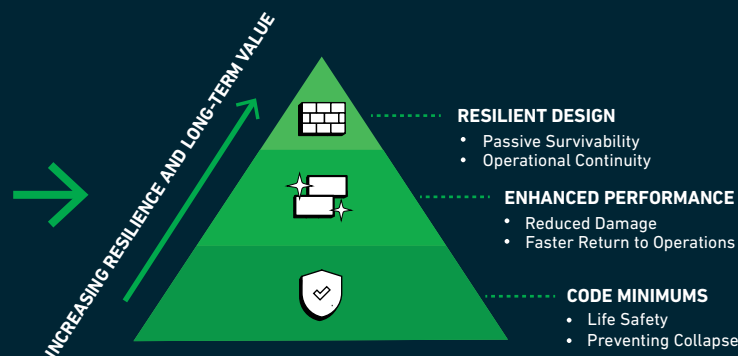 INCREASING RESILIENCE AND LONG-TERM VALUE
RESILIENT DESIGN
• Passive Survivability
• Operational Continuity
ENHANCED PERFORMANCE
• Reduced Damage
• Faster Return to Operations
CODE MINIMUMS
• Life Safety
• Preventing Collapse